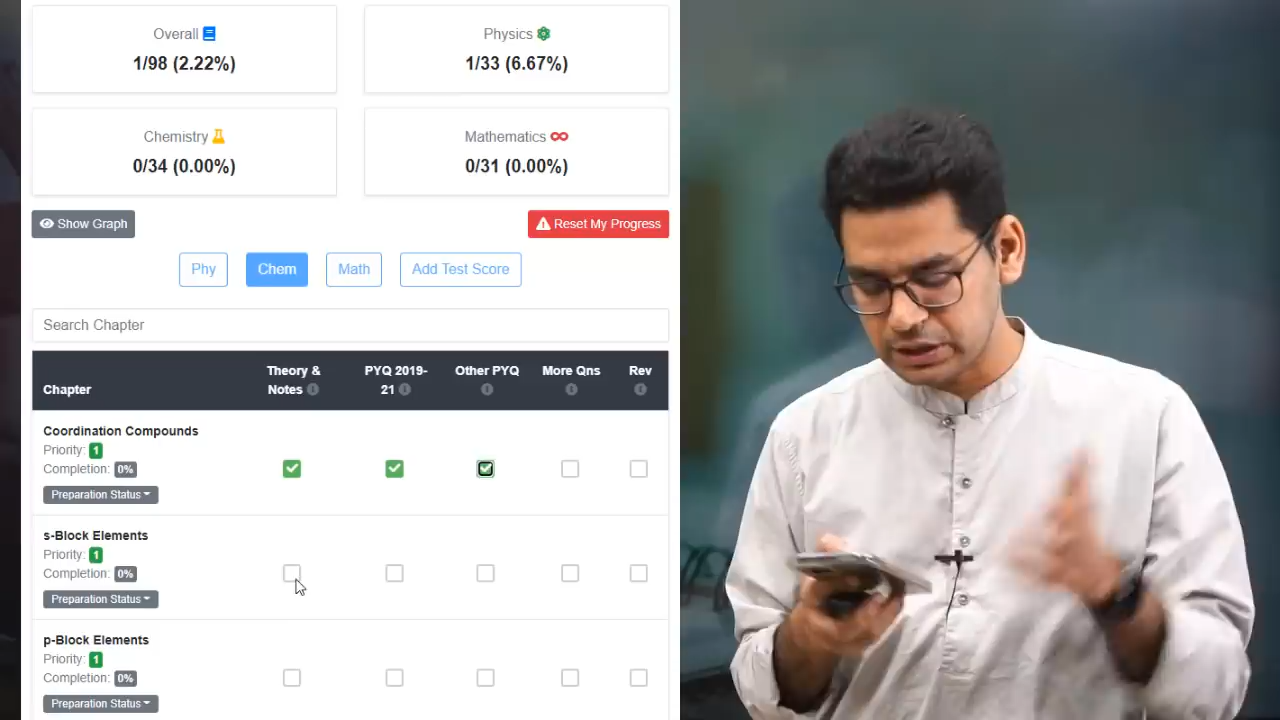 Overall
1/98 (2.22%)
Physics
1/33 (6.67%)
Chemistry
0/34 (0.00%)
Mathematics
0/31 (0.00%)
Show Graph
Reset My Progress
Phy
Chem
Math
Add Test Score
Search Chapter
Chapter
Theory & Notes
PYQ 2019-21
Other PYQ
More Qns
Rev
Coordination Compounds
Priority: 1
Completion: 0%
Preparation Status
s-Block Elements
Priority: 1
Completion: 0%
Preparation Status
p-Block Elements
Priority: 1
Completion: 0%
Preparation Status